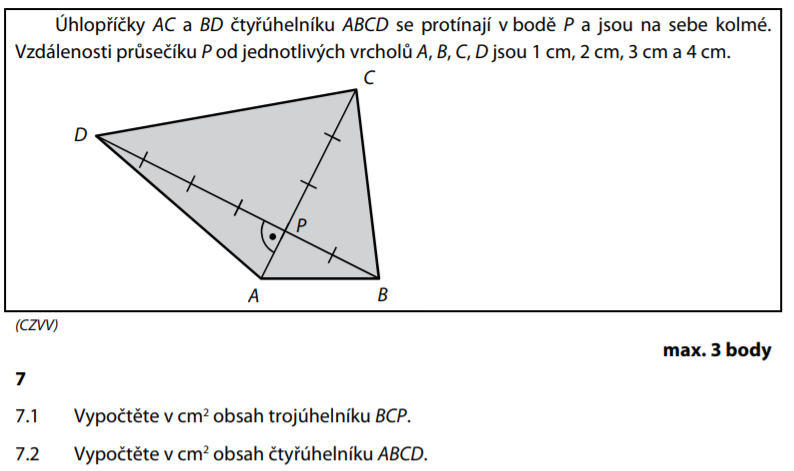 Úhlopříčky AC a BD čtyřúhelníku ABCD se protínají v bodě P a jsou na sebe kolmé.
Vzdálenosti průsečíku P od jednotlivých vrcholů A, B, C, D jsou 1 cm, 2 cm, 3 cm a 4 cm.
C
D
P
A
B
(CZVV)
max. 3 body
7
7.1 Vypočtěte v cm² obsah trojúhelníku BCP.
7.2 Vypočtěte v cm² obsah čtyřúhelníku ABCD.